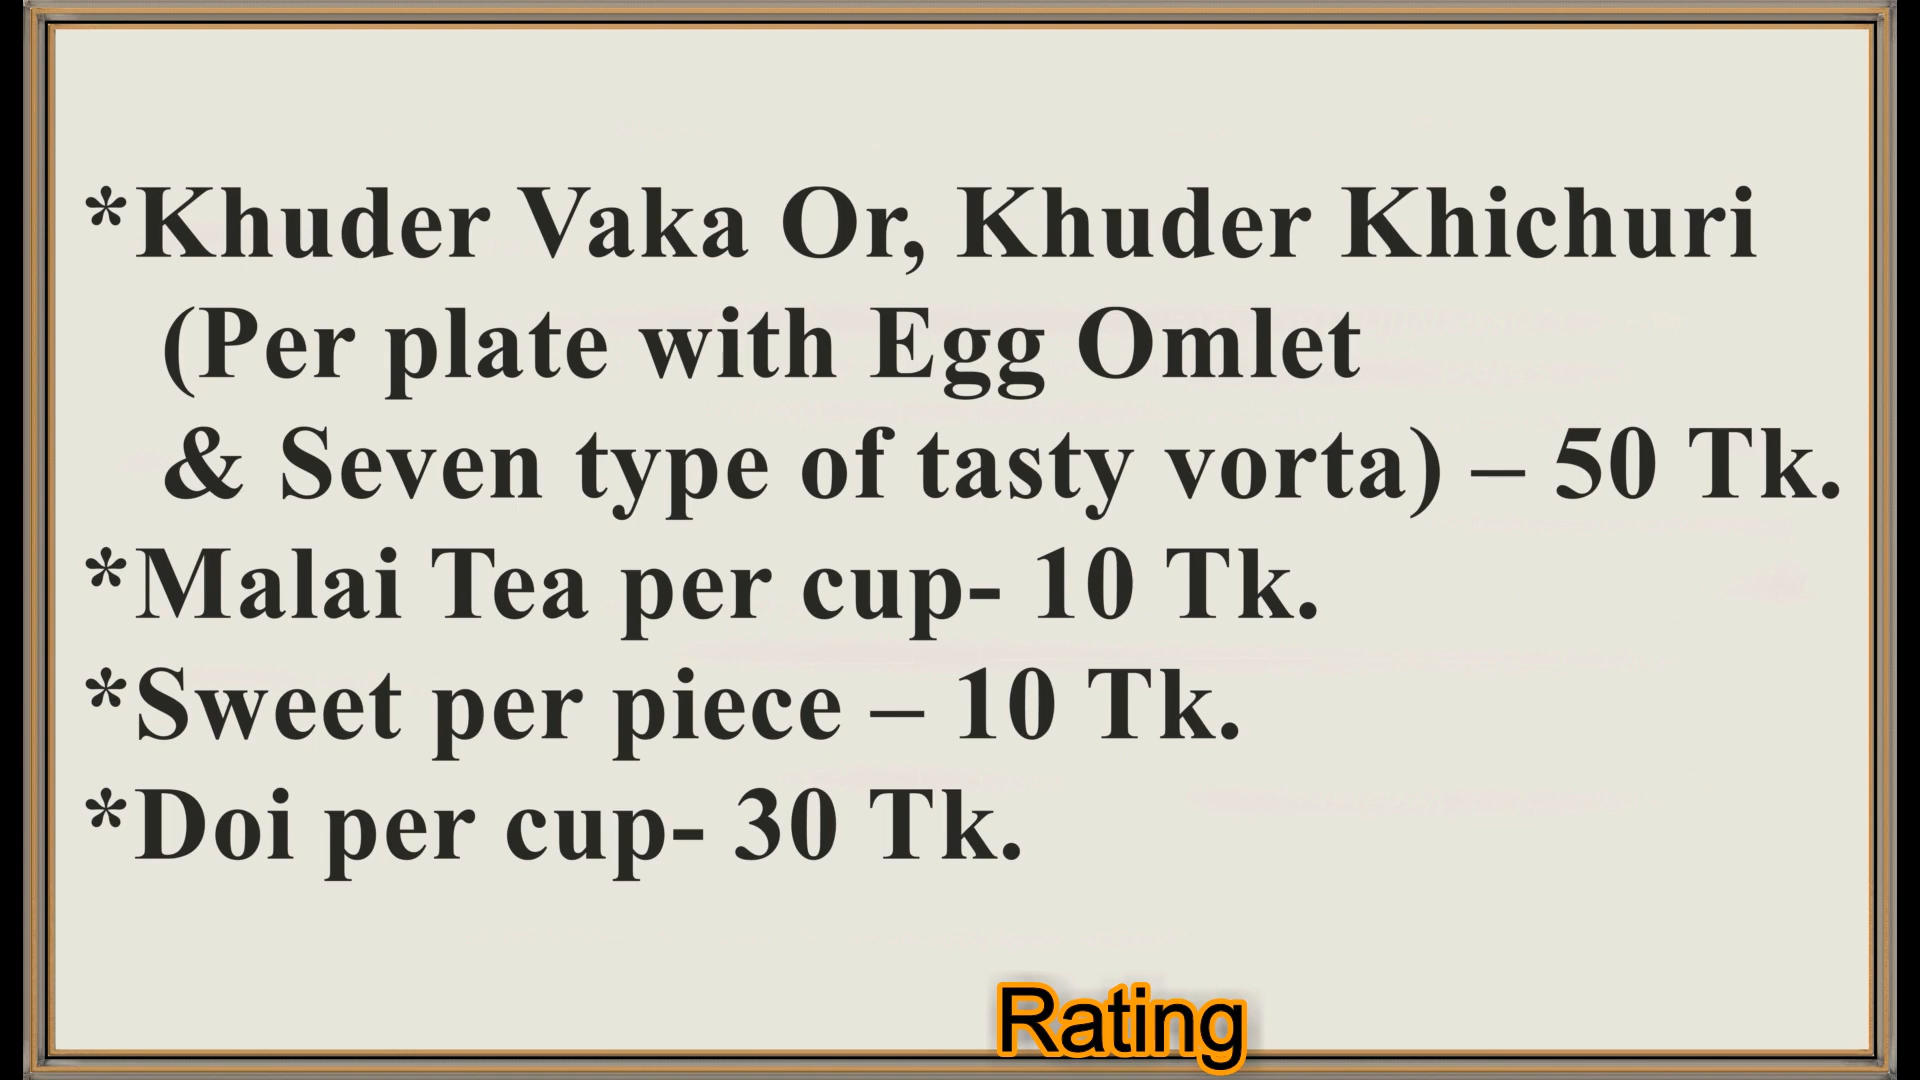 *Khuder Vaka Or, Khuder Khichuri
(Per plate with Egg Omlet
& Seven type of tasty vorta) – 50 Tk.
*Malai Tea per cup- 10 Tk.
*Sweet per piece – 10 Tk.
*Doi per cup- 30 Tk.
Rating